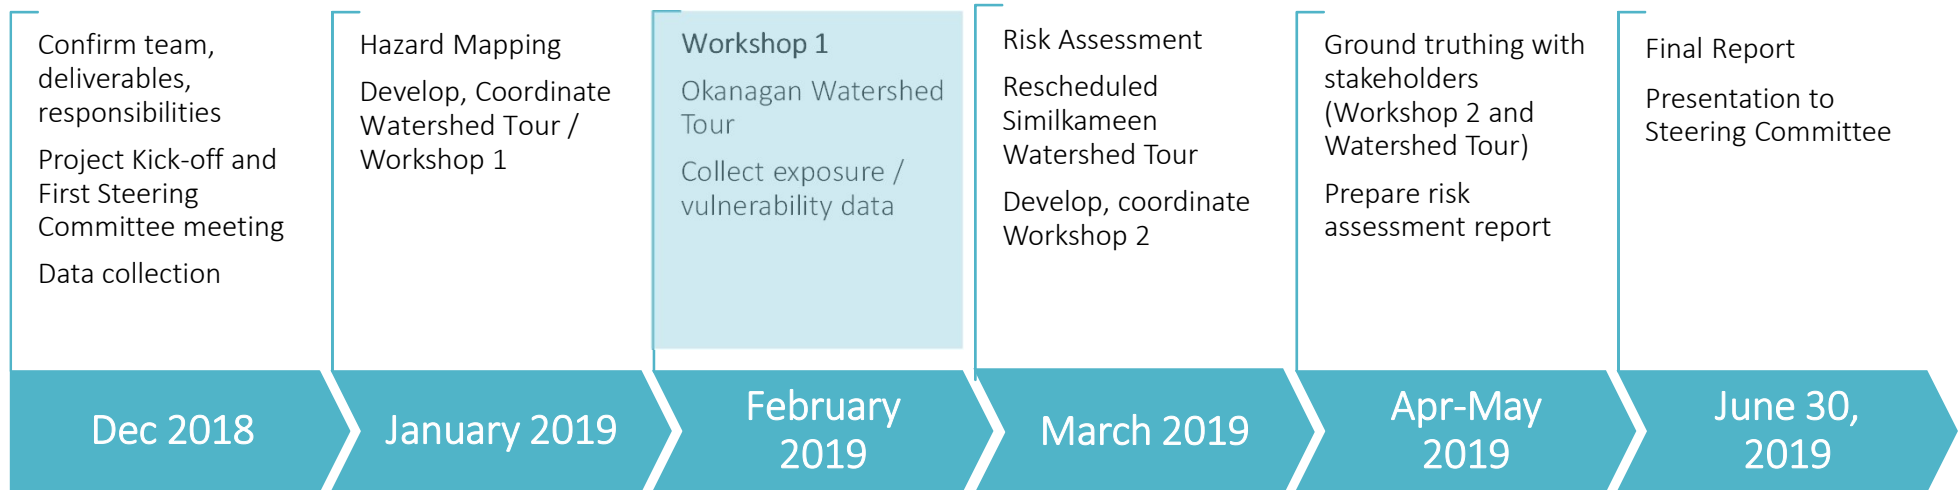 Confirm team,
deliverables,
responsibilities
Project Kick-off and
First Steering
Committee meeting
Data collection
Dec 2018
Hazard Mapping
Develop, Coordinate
Watershed Tour /
Workshop 1
January 2019
Workshop 1
Okanagan Watershed
Tour
Collect exposure /
vulnerability data
February
2019
Risk Assessment
Rescheduled
Similkameen
Watershed Tour
Develop, coordinate
Workshop 2
March 2019
Ground truthing with
stakeholders
(Workshop 2 and
Watershed Tour)
Prepare risk
assessment report
Apr-May
2019
Final Report
Presentation to
Steering Committee
June 30,
2019